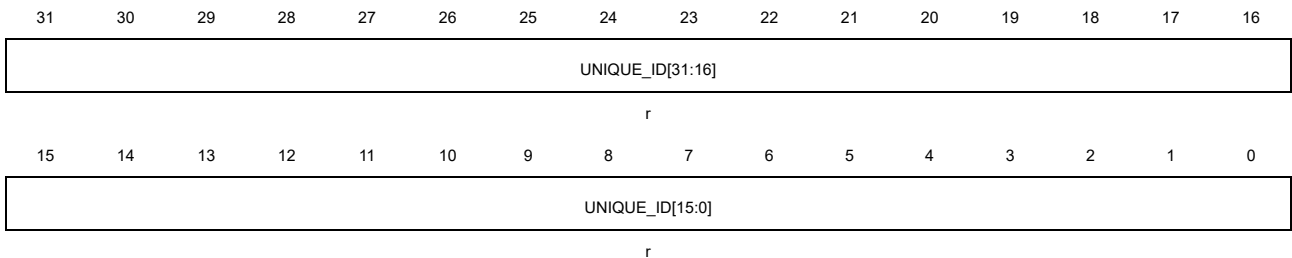 31 30 29 28 27 26 25 24 23 22 21 20 19 18 17 16
UNIQUE_ID[31:16]
r
15 14 13 12 11 10 9 8 7 6 5 4 3 2 1 0
UNIQUE_ID[15:0]
r